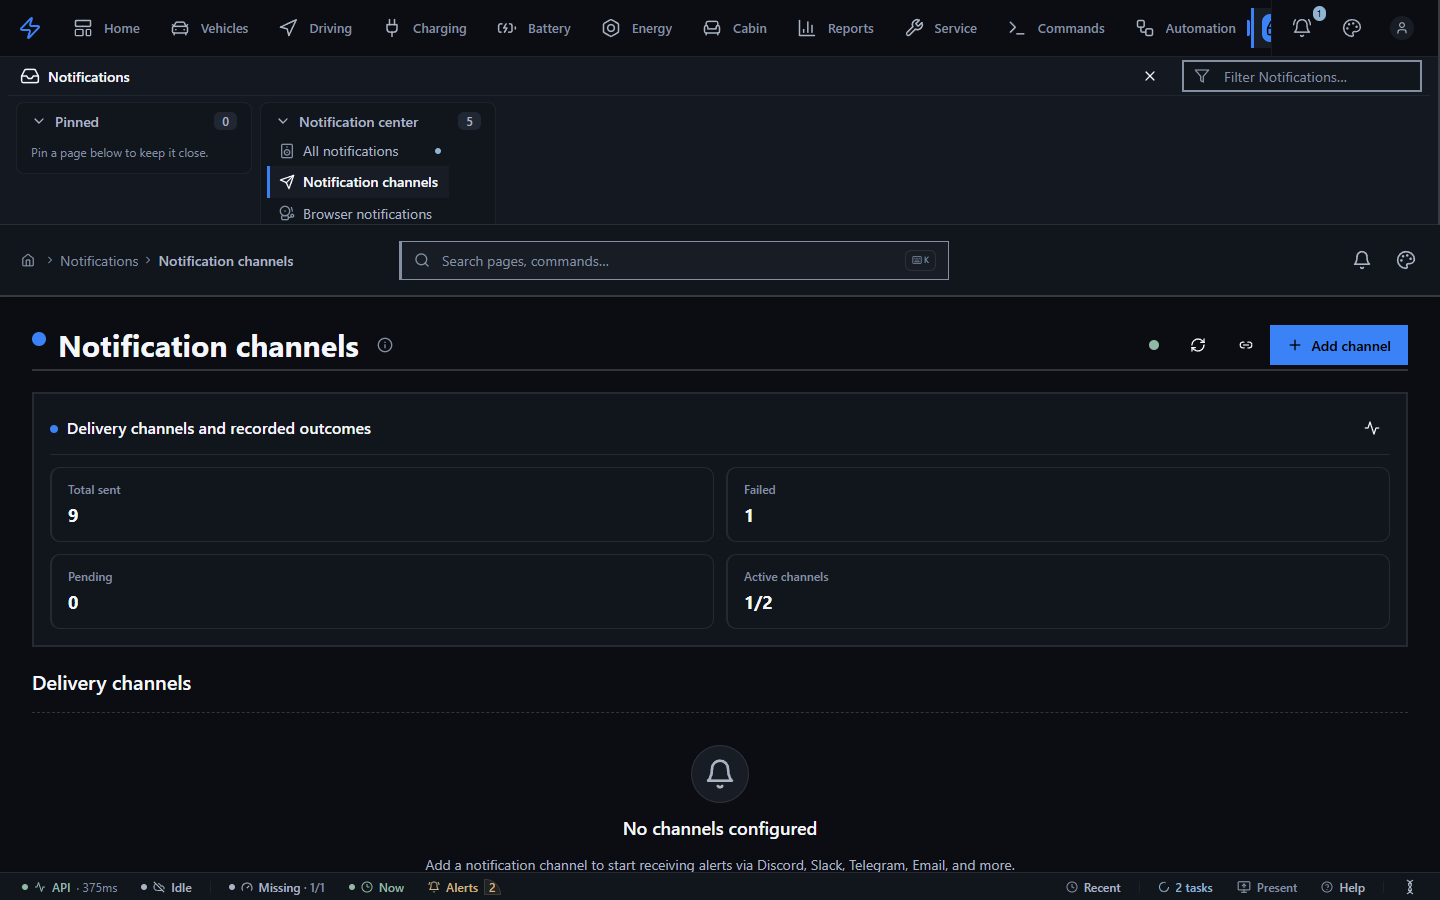 Home Vehicles Driving Charging Battery Energy Cabin Reports Service Commands Automation 1
Notifications
Filter Notifications...
Pinned 0
Pin a page below to keep it close.
Notification center 5
All notifications
Notification channels
Browser notifications
Notifications Notification channels
Search pages, commands... K
Notification channels
Add channel
Delivery channels and recorded outcomes
Total sent
9
Failed
1
Pending
0
Active channels
1/2
Delivery channels
No channels configured
Add a notification channel to start receiving alerts via Discord, Slack, Telegram, Email, and more.
API · 375ms Idle Missing · 1/1 Now Alerts 2 Recent 2 tasks Present Help